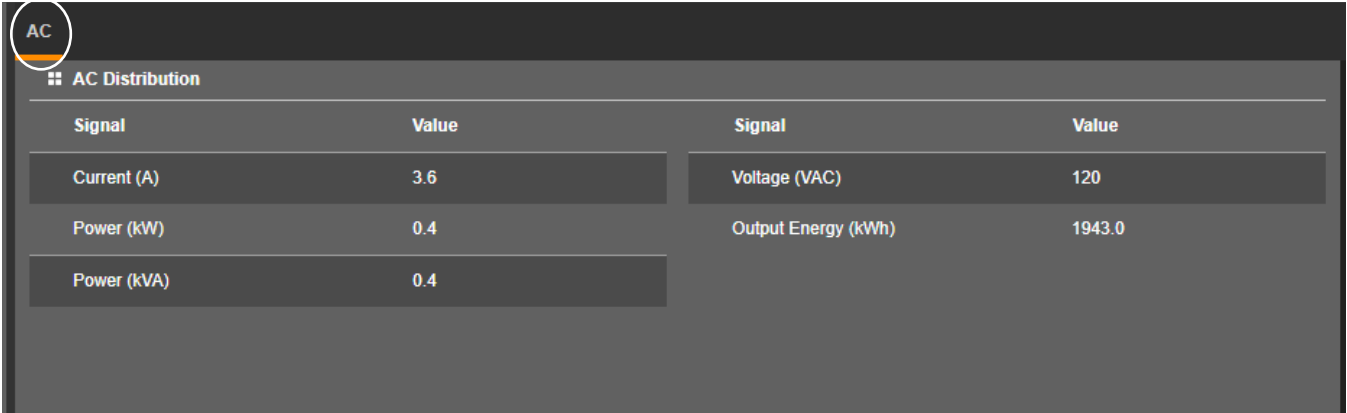 AC
AC Distribution
Signal Value Signal Value
Current (A) 3.6 Voltage (VAC) 120
Power (kW) 0.4 Output Energy (kWh) 1943.0
Power (kVA) 0.4